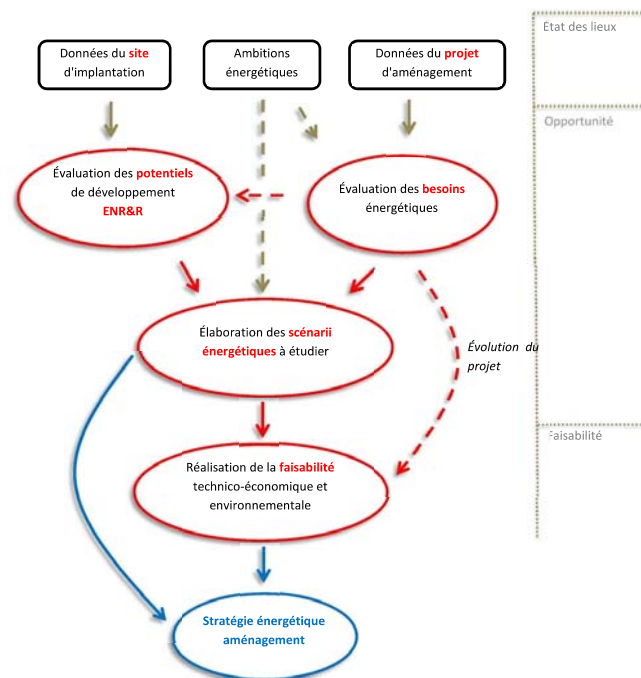 État des lieux
Données du site
d'implantation
Ambitions
énergétiques
Données du projet
d'aménagement
Opportunité
Évaluation des potentiels
de développement
ENR&R
Évaluation des besoins
énergétiques
Élaboration des scénarii
énergétiques à étudier
Évolution du
projet
Faisabilité
Réalisation de la faisabilité
technico-économique et
environnementale
Stratégie énergétique
aménagement